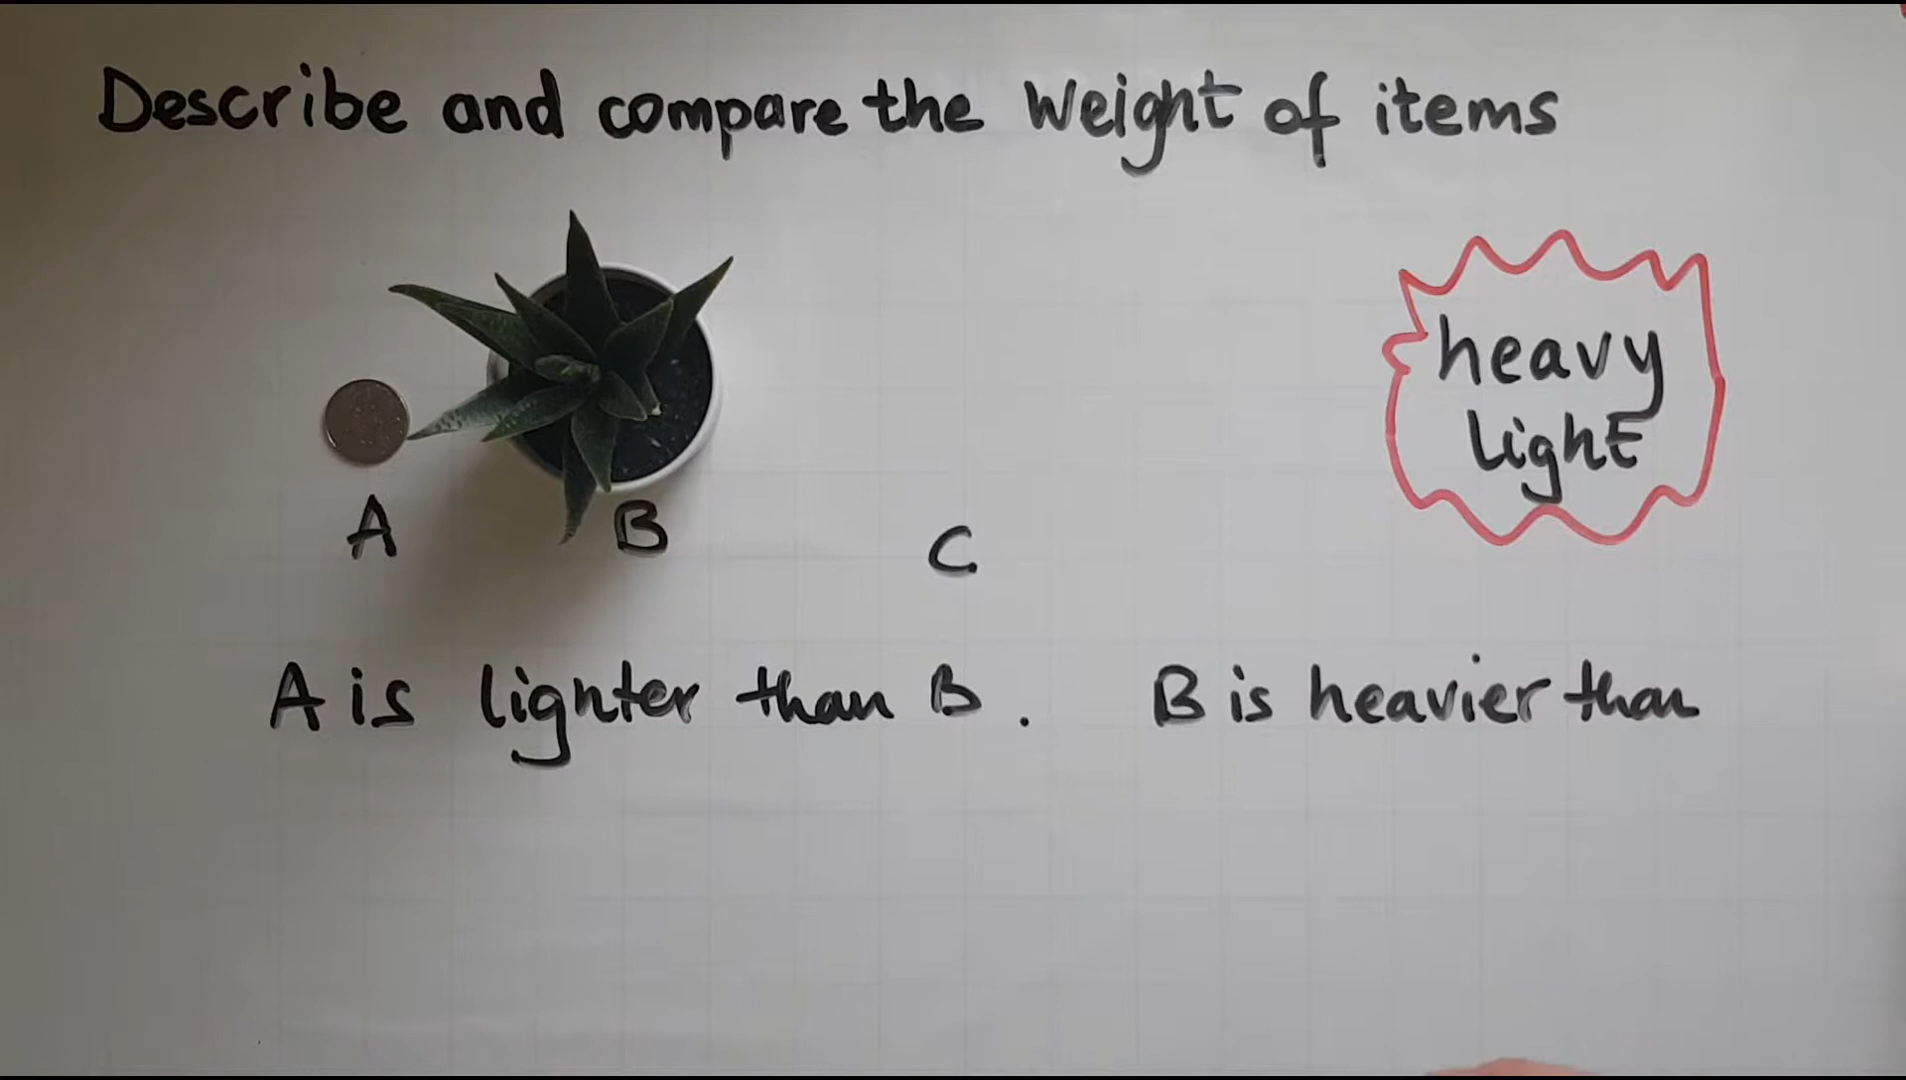 Describe and compare the Weight of items
heavy
light
A
B
C
A is lighter than B. B is heavier than